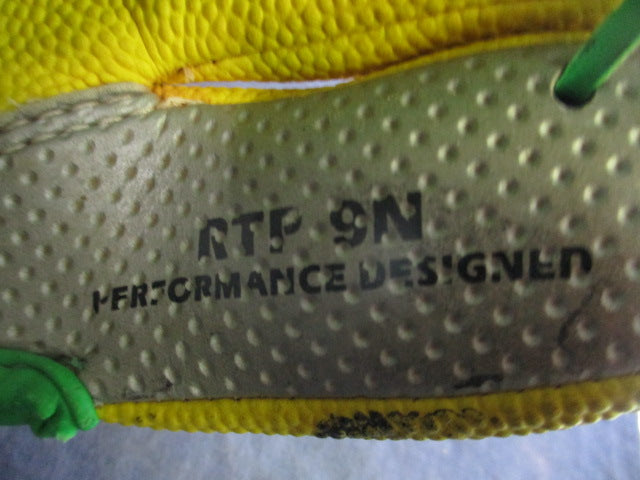 RTP 9N
PERFORMANCE DESIGNED